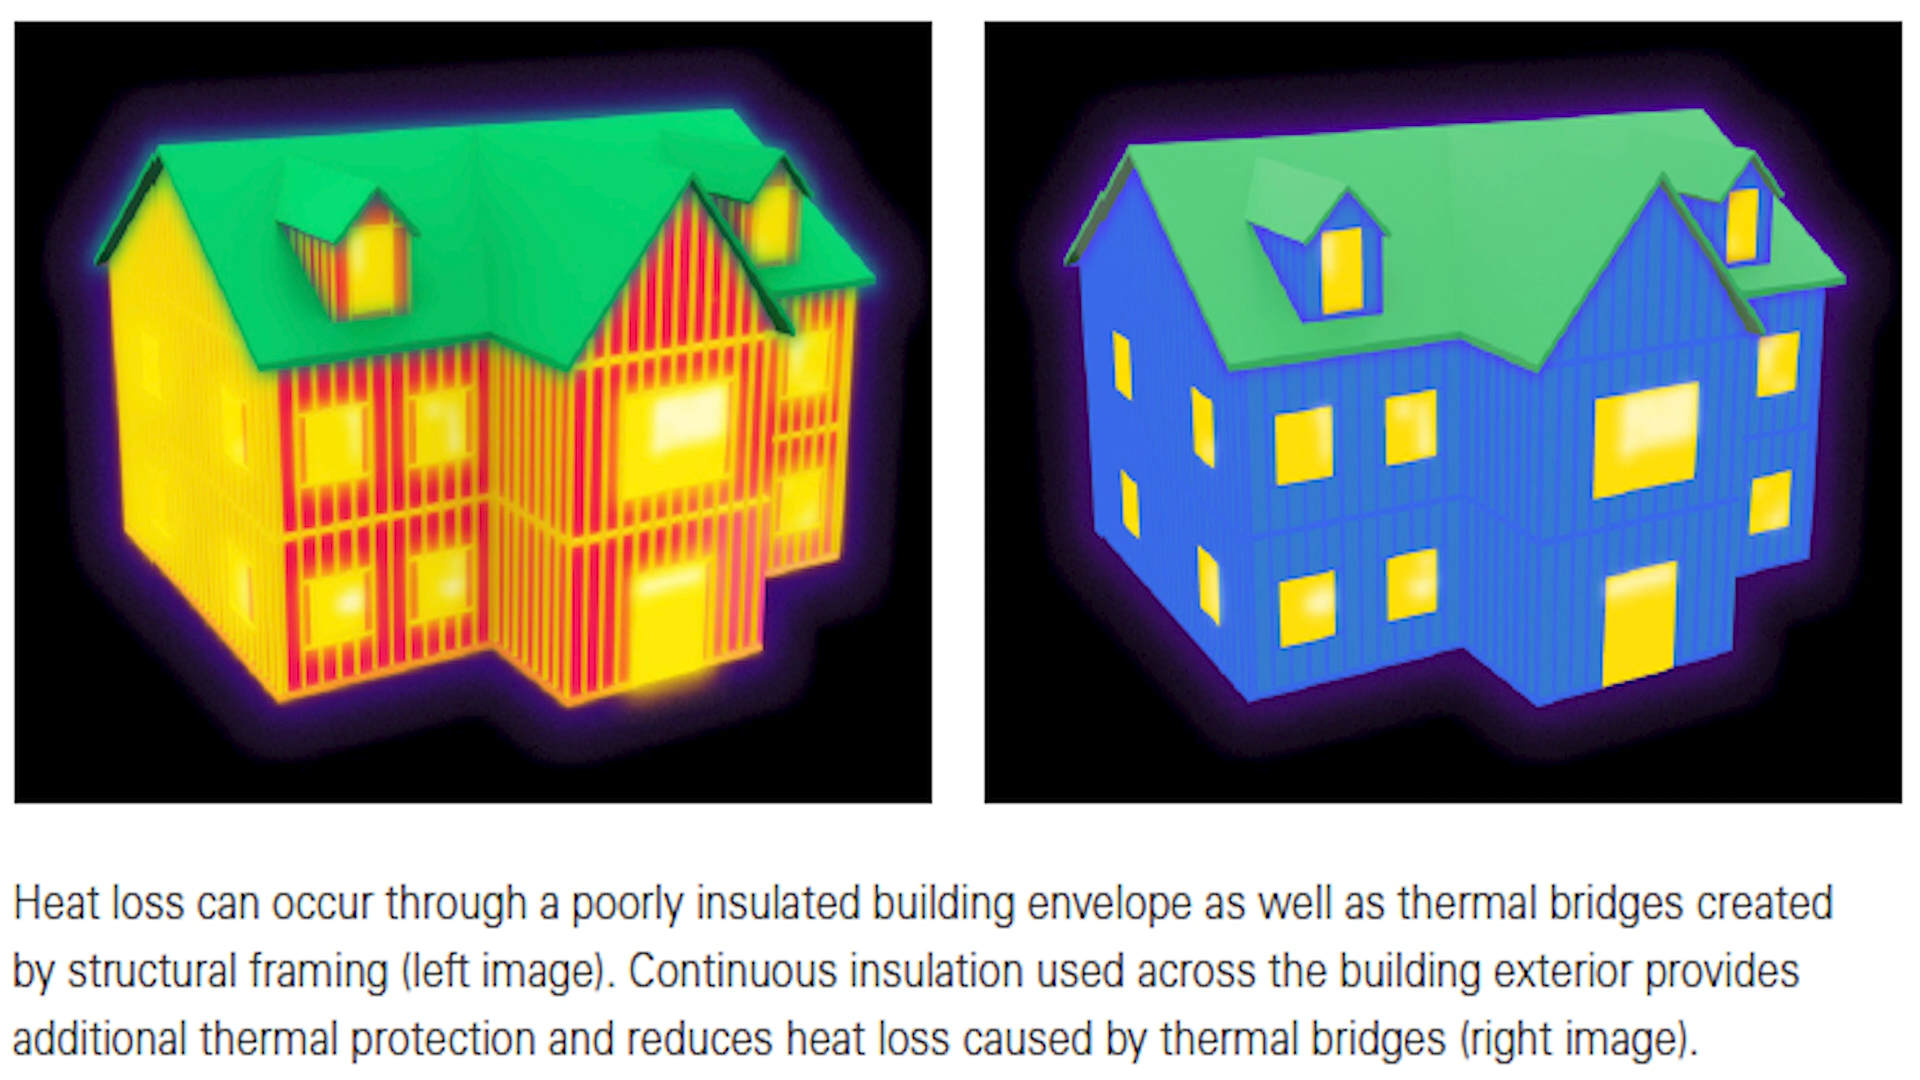 Heat loss can occur through a poorly insulated building envelope as well as thermal bridges created
by structural framing (left image). Continuous insulation used across the building exterior provides
additional thermal protection and reduces heat loss caused by thermal bridges (right image).